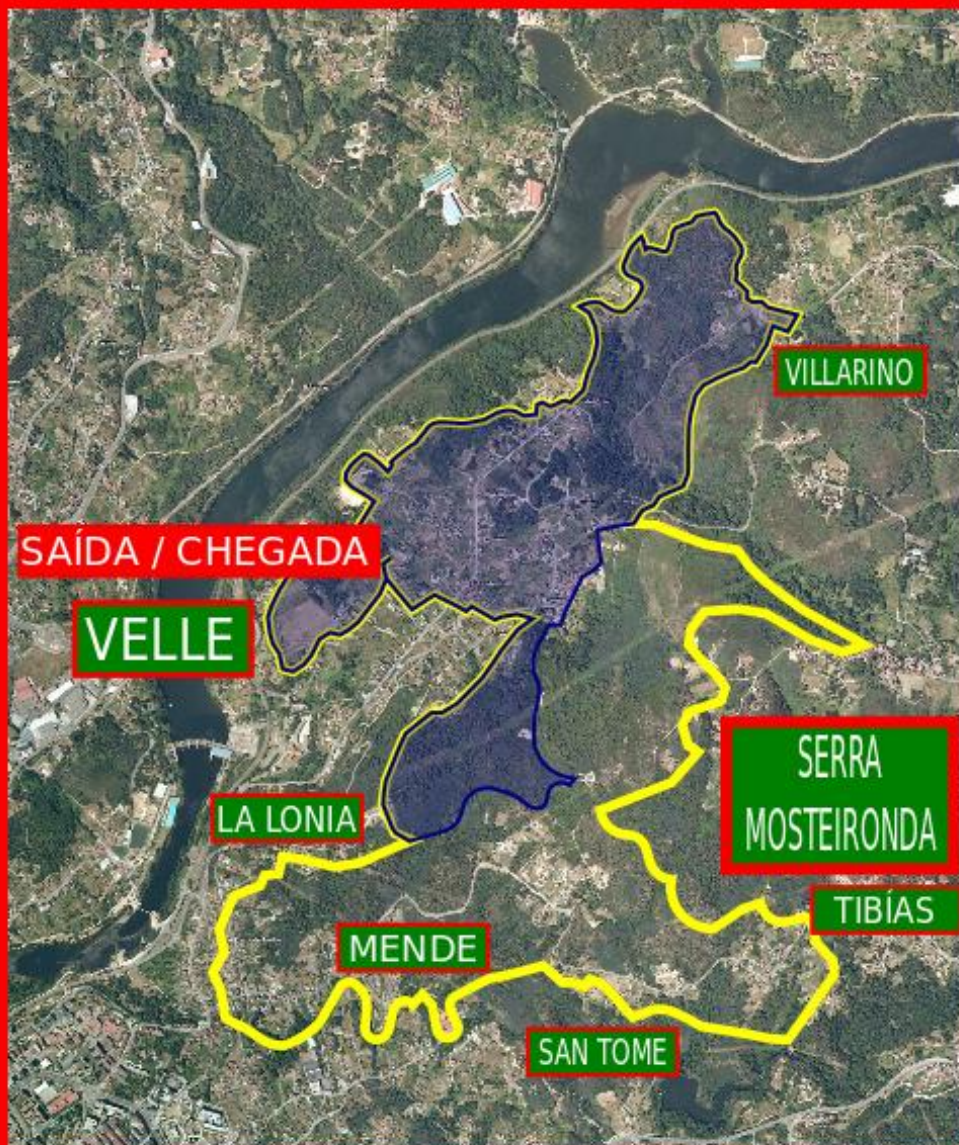 VILLARINO
SAÍDA / CHEGADA
VELLE
SERRA
MOSTEIRONDA
LA LONIA
TIBÍAS
MENDE
SAN TOME